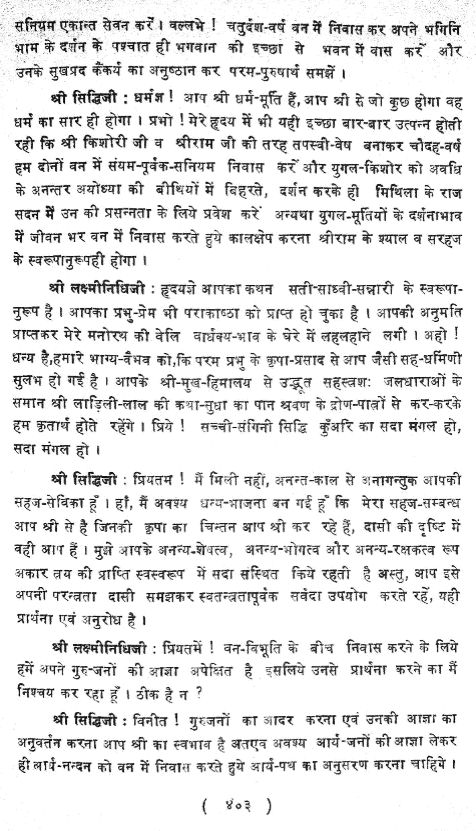 सनियम एकान्त सेवन करें। वल्लभे! चतुर्दश-वर्ष वन में निवास कर अपने भगिनि
भाम के दर्शन के पश्चात ही भगवान की इच्छा से भवन में वास करें और
उनके सुखप्रद कैंकर्य का अनुष्ठान कर परम-पुरुषार्थ समझें।
श्री सिद्धिजी : धर्मज्ञ! आप श्री धर्म-मूर्ति हैं, आप श्री से जो कुछ होगा वह
धर्म का सार ही होगा। प्रभो! मेरे हृदय में भी यही इच्छा बार-बार उत्पन्न होती
रही कि श्री किशोरी जी व श्रीराम जी की तरह तपस्वी-वेष बनाकर चौदह-वर्ष
हम दोनों वन में संयम-पूर्वक-सनियम निवास करें और युगल-किशोर को अवधि
के अनन्तर अयोध्या की बीथियों में विहरते, दर्शन करके ही मिथिला के राज
सदन में उन की प्रसन्नता के लिये प्रवेश करें अन्यथा युगल-मूर्तियों के दर्शनाभाव
में जीवन भर वन में निवास करते हुये कालक्षेप करना श्रीराम के श्याल व सरहज
के स्वरूपानुरूपही होगा।
श्री लक्ष्मीनिधिजी : हृदयज्ञे आपका कथन सती-साध्वी-सन्नारी के स्वरूपा-
नुरूप है। आपका प्रभु-प्रेम भी पराकाष्ठा को प्राप्त हो चुका है। आपकी अनुमति
प्राप्तकर मेरे मनोरथ की वेलि वार्धक्य-भाव के घेरे में लहलहाने लगी। अहो!
धन्य है,हमारे भाग्य-वैभव को,कि परम प्रभु के कृपा-प्रसाद से आप जैसी सह-धर्मिणी
सुलभ हो गई है। आपके श्री-मुख-हिमालय से उद्भूत सहस्त्रशः जलधाराओं के
समान श्री लाड़िली-लाल की कथा-सुधा का पान श्रवण के द्रोण-पात्रों से कर-करके
हम कृतार्थ होते रहेंगे। प्रिये! सच्ची-संगिनी सिद्धि कुँअरि का सदा मंगल हो,
सदा मंगल हो।
श्री सिद्धिजी : प्रियतम! मैं मिली नहीं, अनन्त-काल से अनागन्तुक आपकी
सहज-सेविका हूँ। हाँ, मैं अवश्य धन्य-भाजना बन गई हूँ कि मेरा सहज-सम्बन्ध
आप श्री से है जिनकी कृपा का चिन्तन आप श्री कर रहे हैं, दासी की दृष्टि में
वही आप हैं। मुझे आपके अनन्य-शेषत्व, अनन्य-भोगत्व और अनन्य-रक्षकत्व रूप
अकार त्रय की प्राप्ति स्वस्वरूप में सदा संस्थित किये रहती है अस्तु, आप इसे
अपनी परन्त्रता दासी समझकर स्वतन्त्रतापूर्वक सर्वदा उपयोग करते रहें, यही
प्रार्थना एवं अनुरोध है।
श्री लक्ष्मीनिधिजी : प्रियतमें! वन-विभूति के बीच निवास करने के लिये
हमें अपने गुरु-जनों की आज्ञा अपेक्षित है इसलिये उनसे प्रार्थना करने का मैं
निश्चय कर रहा हूँ। ठीक है न?
श्री सिद्धिजी : विनीत! गुरुजनों का आदर करना एवं उनकी आज्ञा का
अनुवर्तन करना आप श्री का स्वभाव है अतएव अवश्य आर्य-जनों की आज्ञा लेकर
ही आर्य-नन्दन को वन में निवास करते हुये आर्य-पथ का अनुसरण करना चाहिये।
( ४०३ )